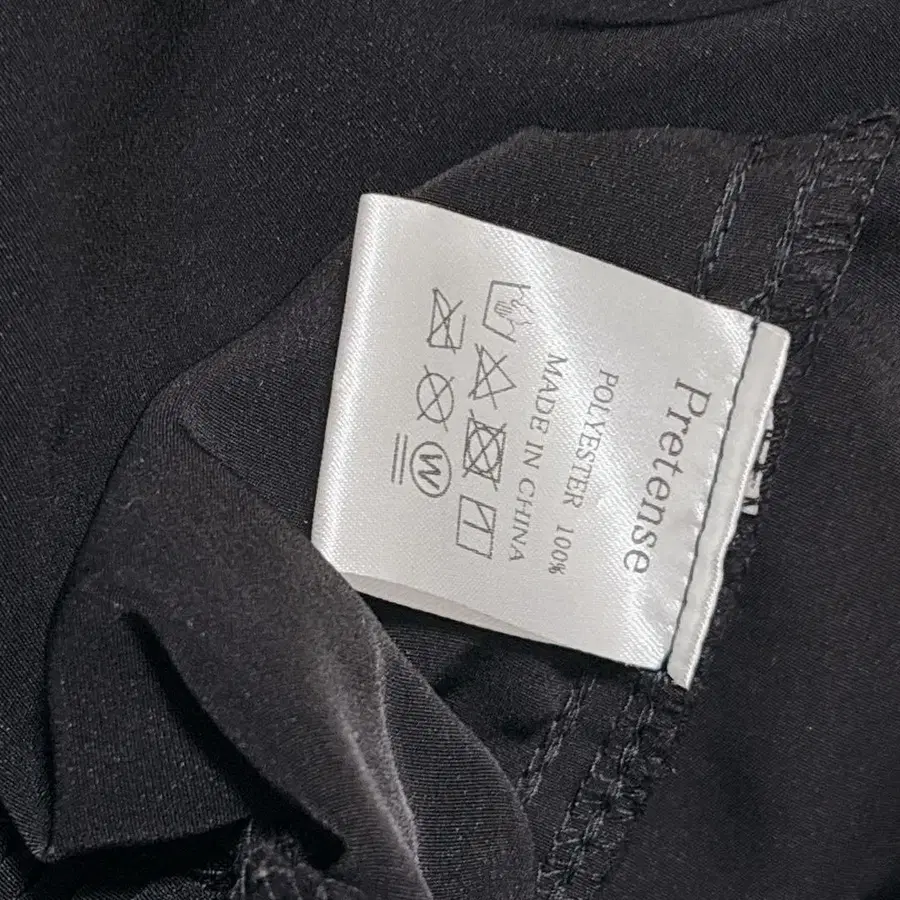 Pretense
POLYESTER 100%
MADE IN CHINA
W